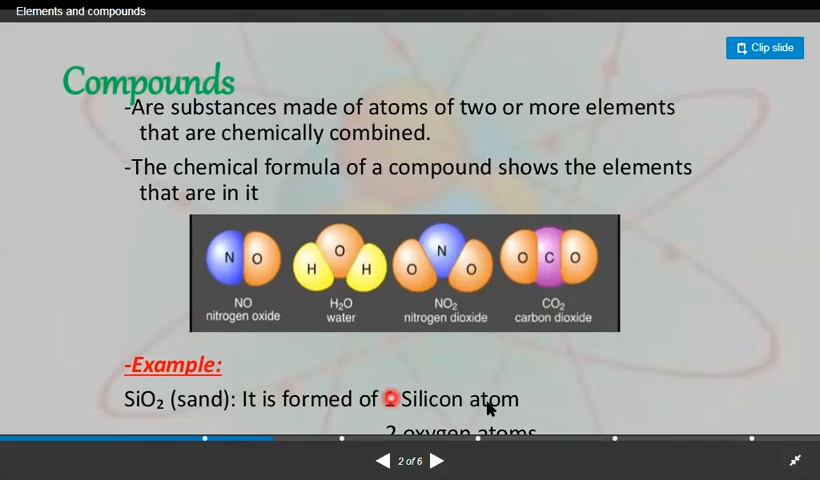 Elements and compounds
Clip slide
Compounds
-Are substances made of atoms of two or more elements
that are chemically combined.
-The chemical formula of a compound shows the elements
that are in it
N O
O
H H
N
O O
O C O
NO
nitrogen oxide
H₂O
water
NO₂
nitrogen dioxide
CO₂
carbon dioxide
-Example:
SiO₂ (sand): It is formed of Silicon atom
2 oxygen atoms
2 of 6